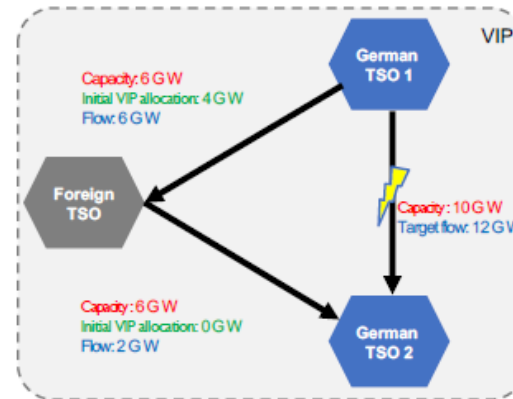 VIP
German
TSO 1
Capacity: 6 GW
Initial VIP allocation: 4 GW
Flow: 6 GW
Foreign
TSO
Capacity: 10 GW
Target flow: 12 GW
Capacity: 6 GW
Initial VIP allocation: 0 GW
Flow: 2 GW
German
TSO 2